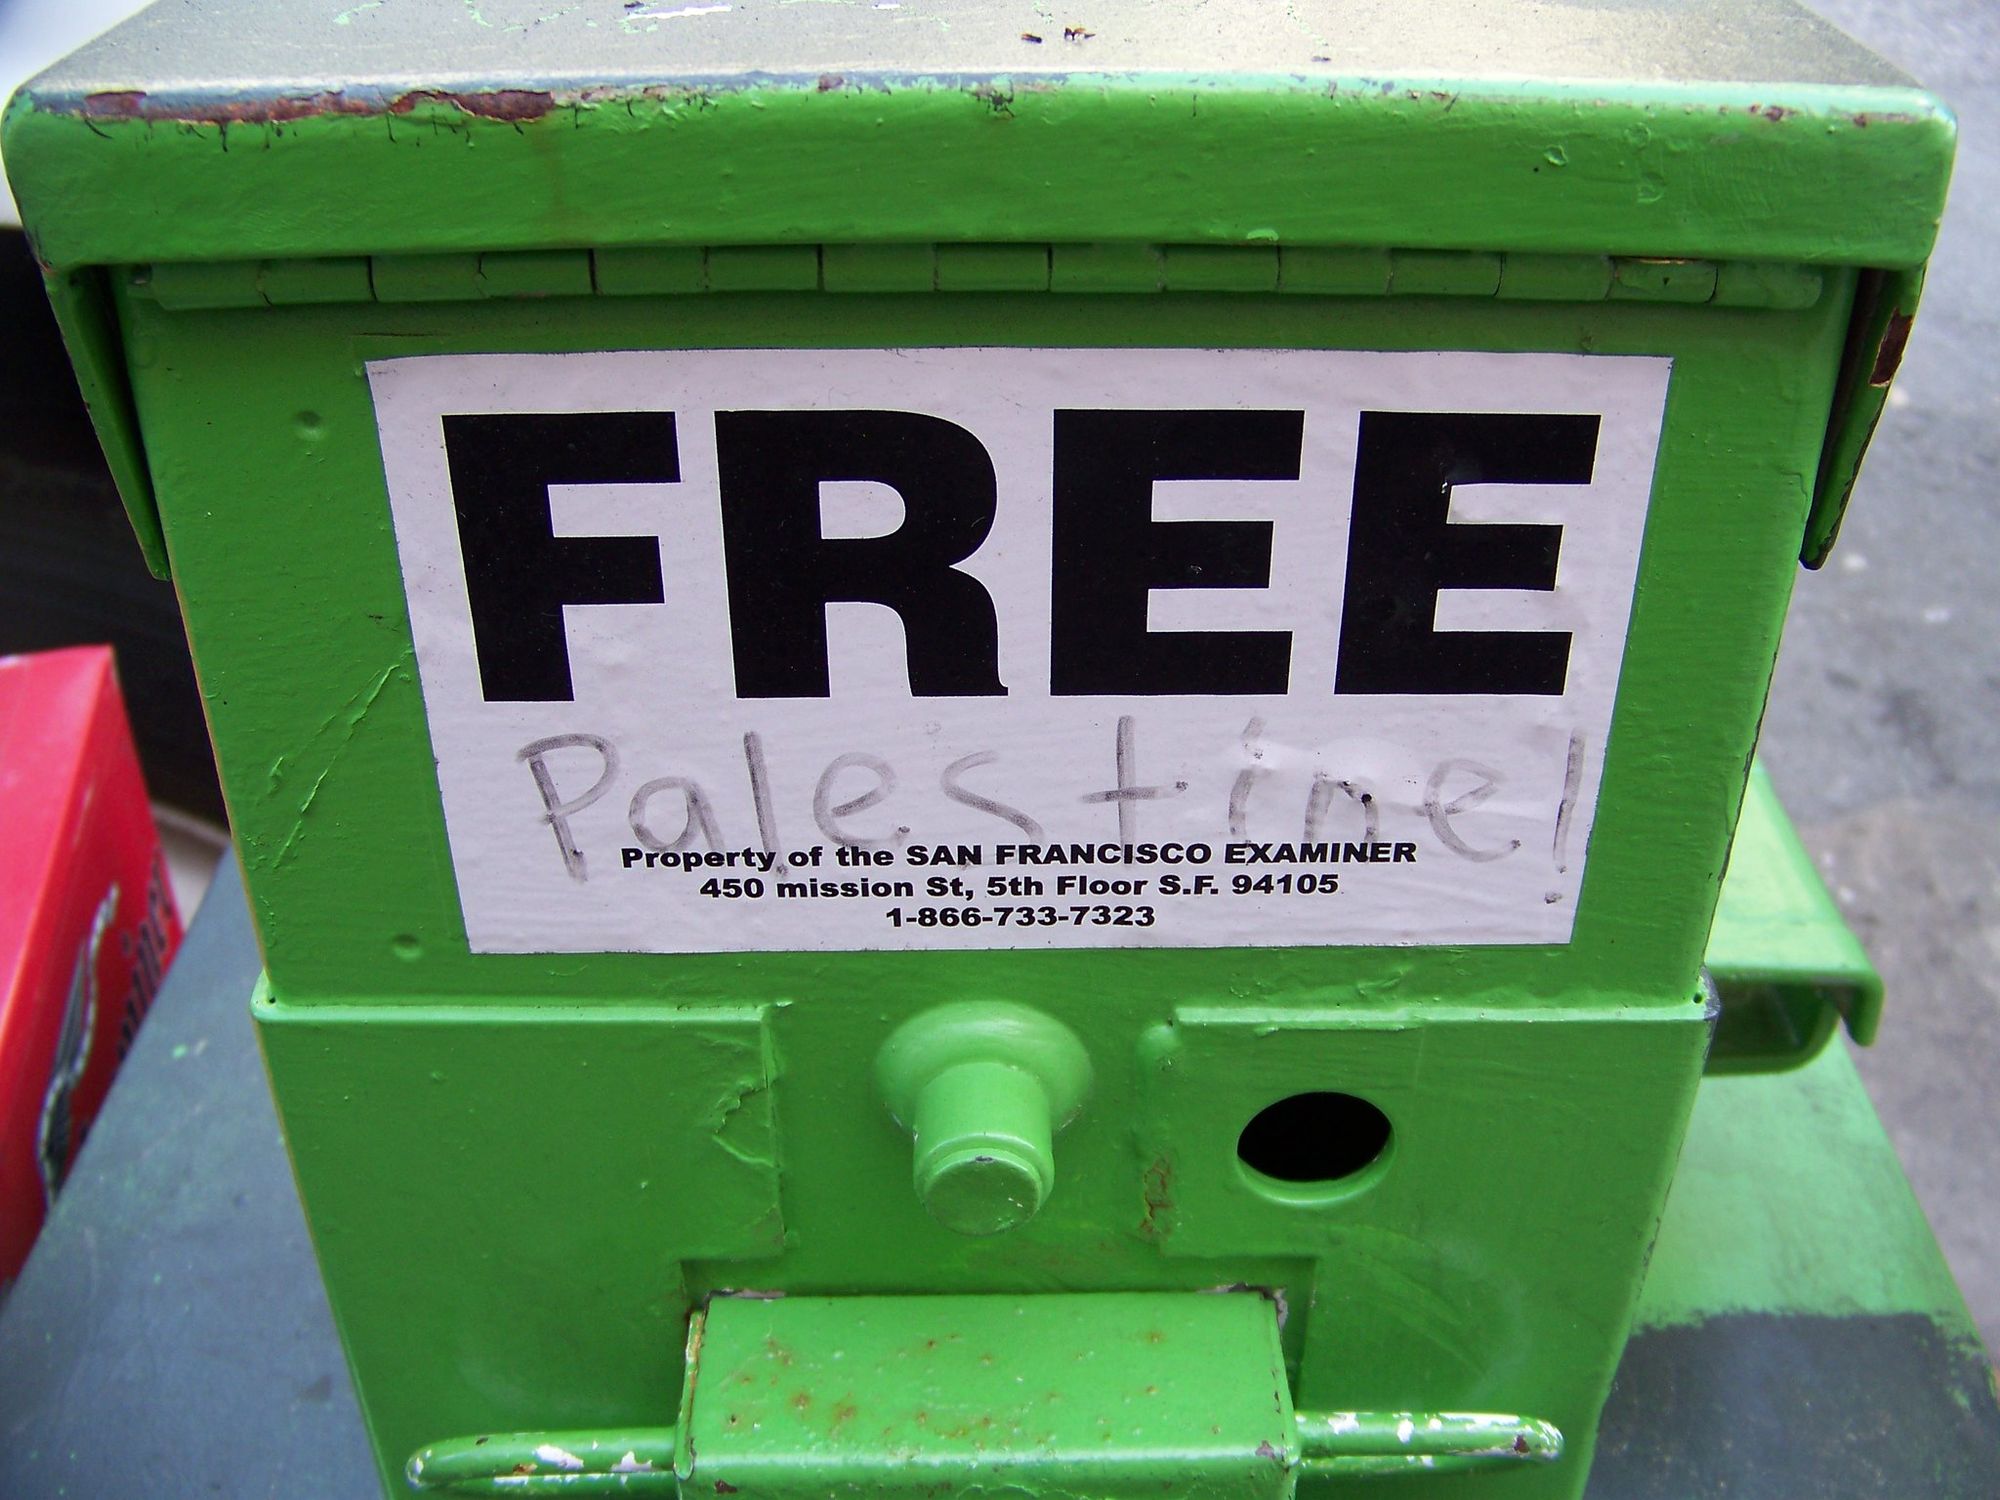 FREE
Palestine!
Property of the SAN FRANCISCO EXAMINER
450 mission St, 5th Floor S.F. 94105
1-866-733-7323